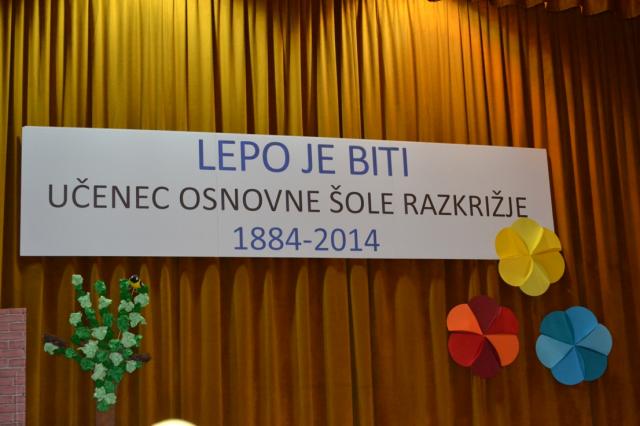 LEPO JE BITI
UČENEC OSNOVNE ŠOLE RAZKRIŽJE
1884-2014